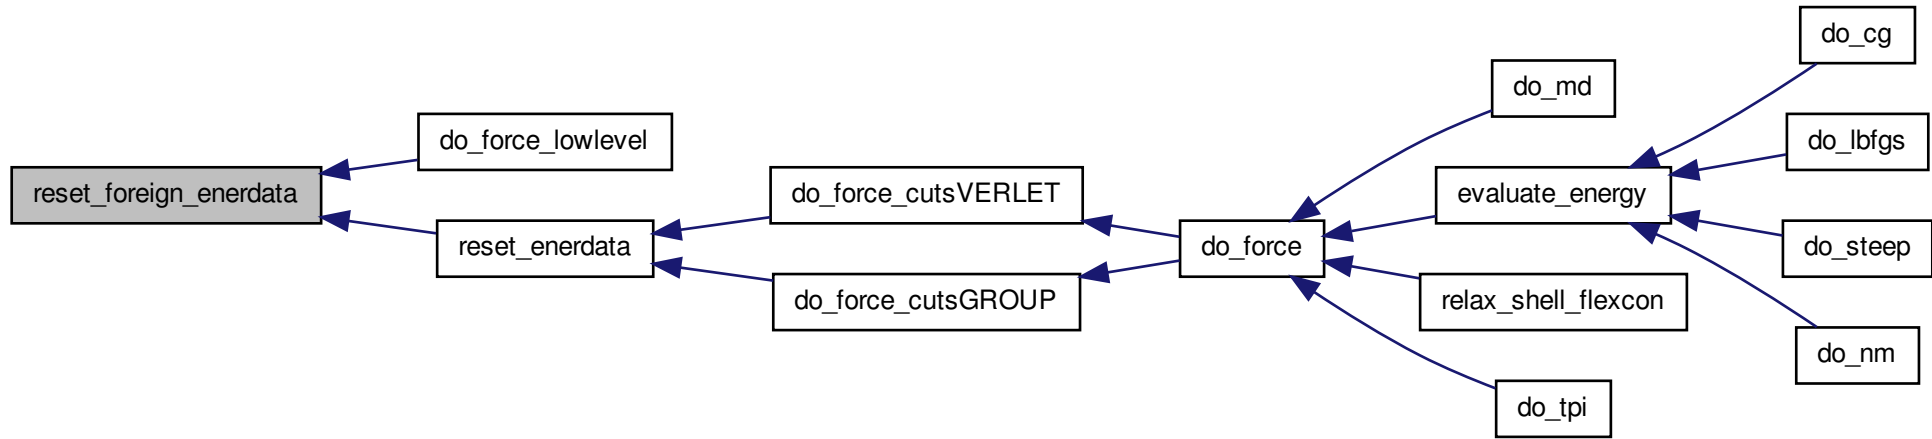 reset_foreign_enerdata
do_force_lowlevel
reset_enerdata
do_force_cutsVERLET
do_force_cutsGROUP
do_force
do_md
evaluate_energy
relax_shell_flexcon
do_tpi
do_cg
do_lbfgs
do_steep
do_nm